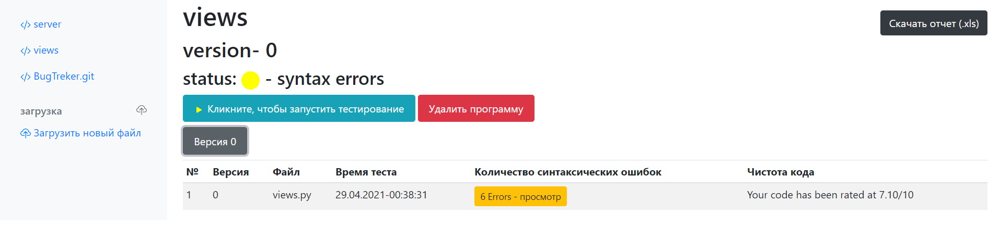 server
views
BugTreker.git
загрузка
Загрузить новый файл
views
Скачать отчет (.xls)
version- 0
status: - syntax errors
Кликните, чтобы запустить тестирование Удалить программу
Версия 0
№ Версия Файл Время теста Количество синтаксических ошибок Чистота кода
1 0 views.py 29.04.2021-00:38:31 6 Errors - просмотр Your code has been rated at 7.10/10